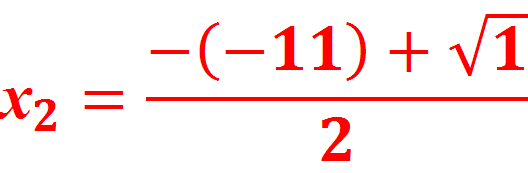 x₂ = (−(−11) + √1) / 2